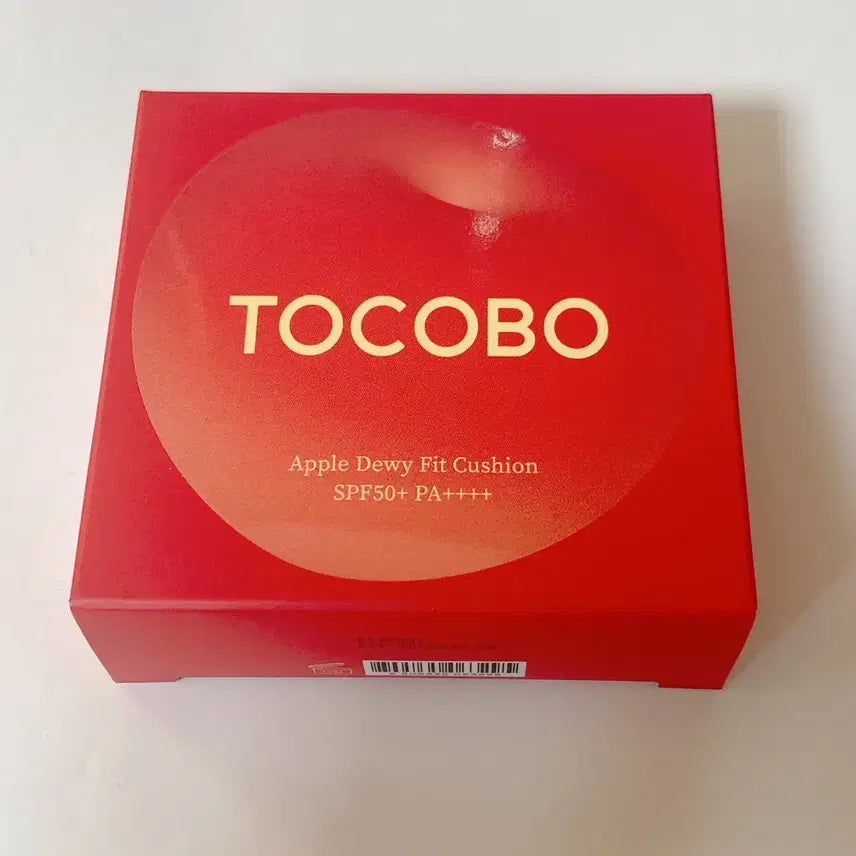 TOCOBO
Apple Dewy Fit Cushion
SPF50+ PA++++